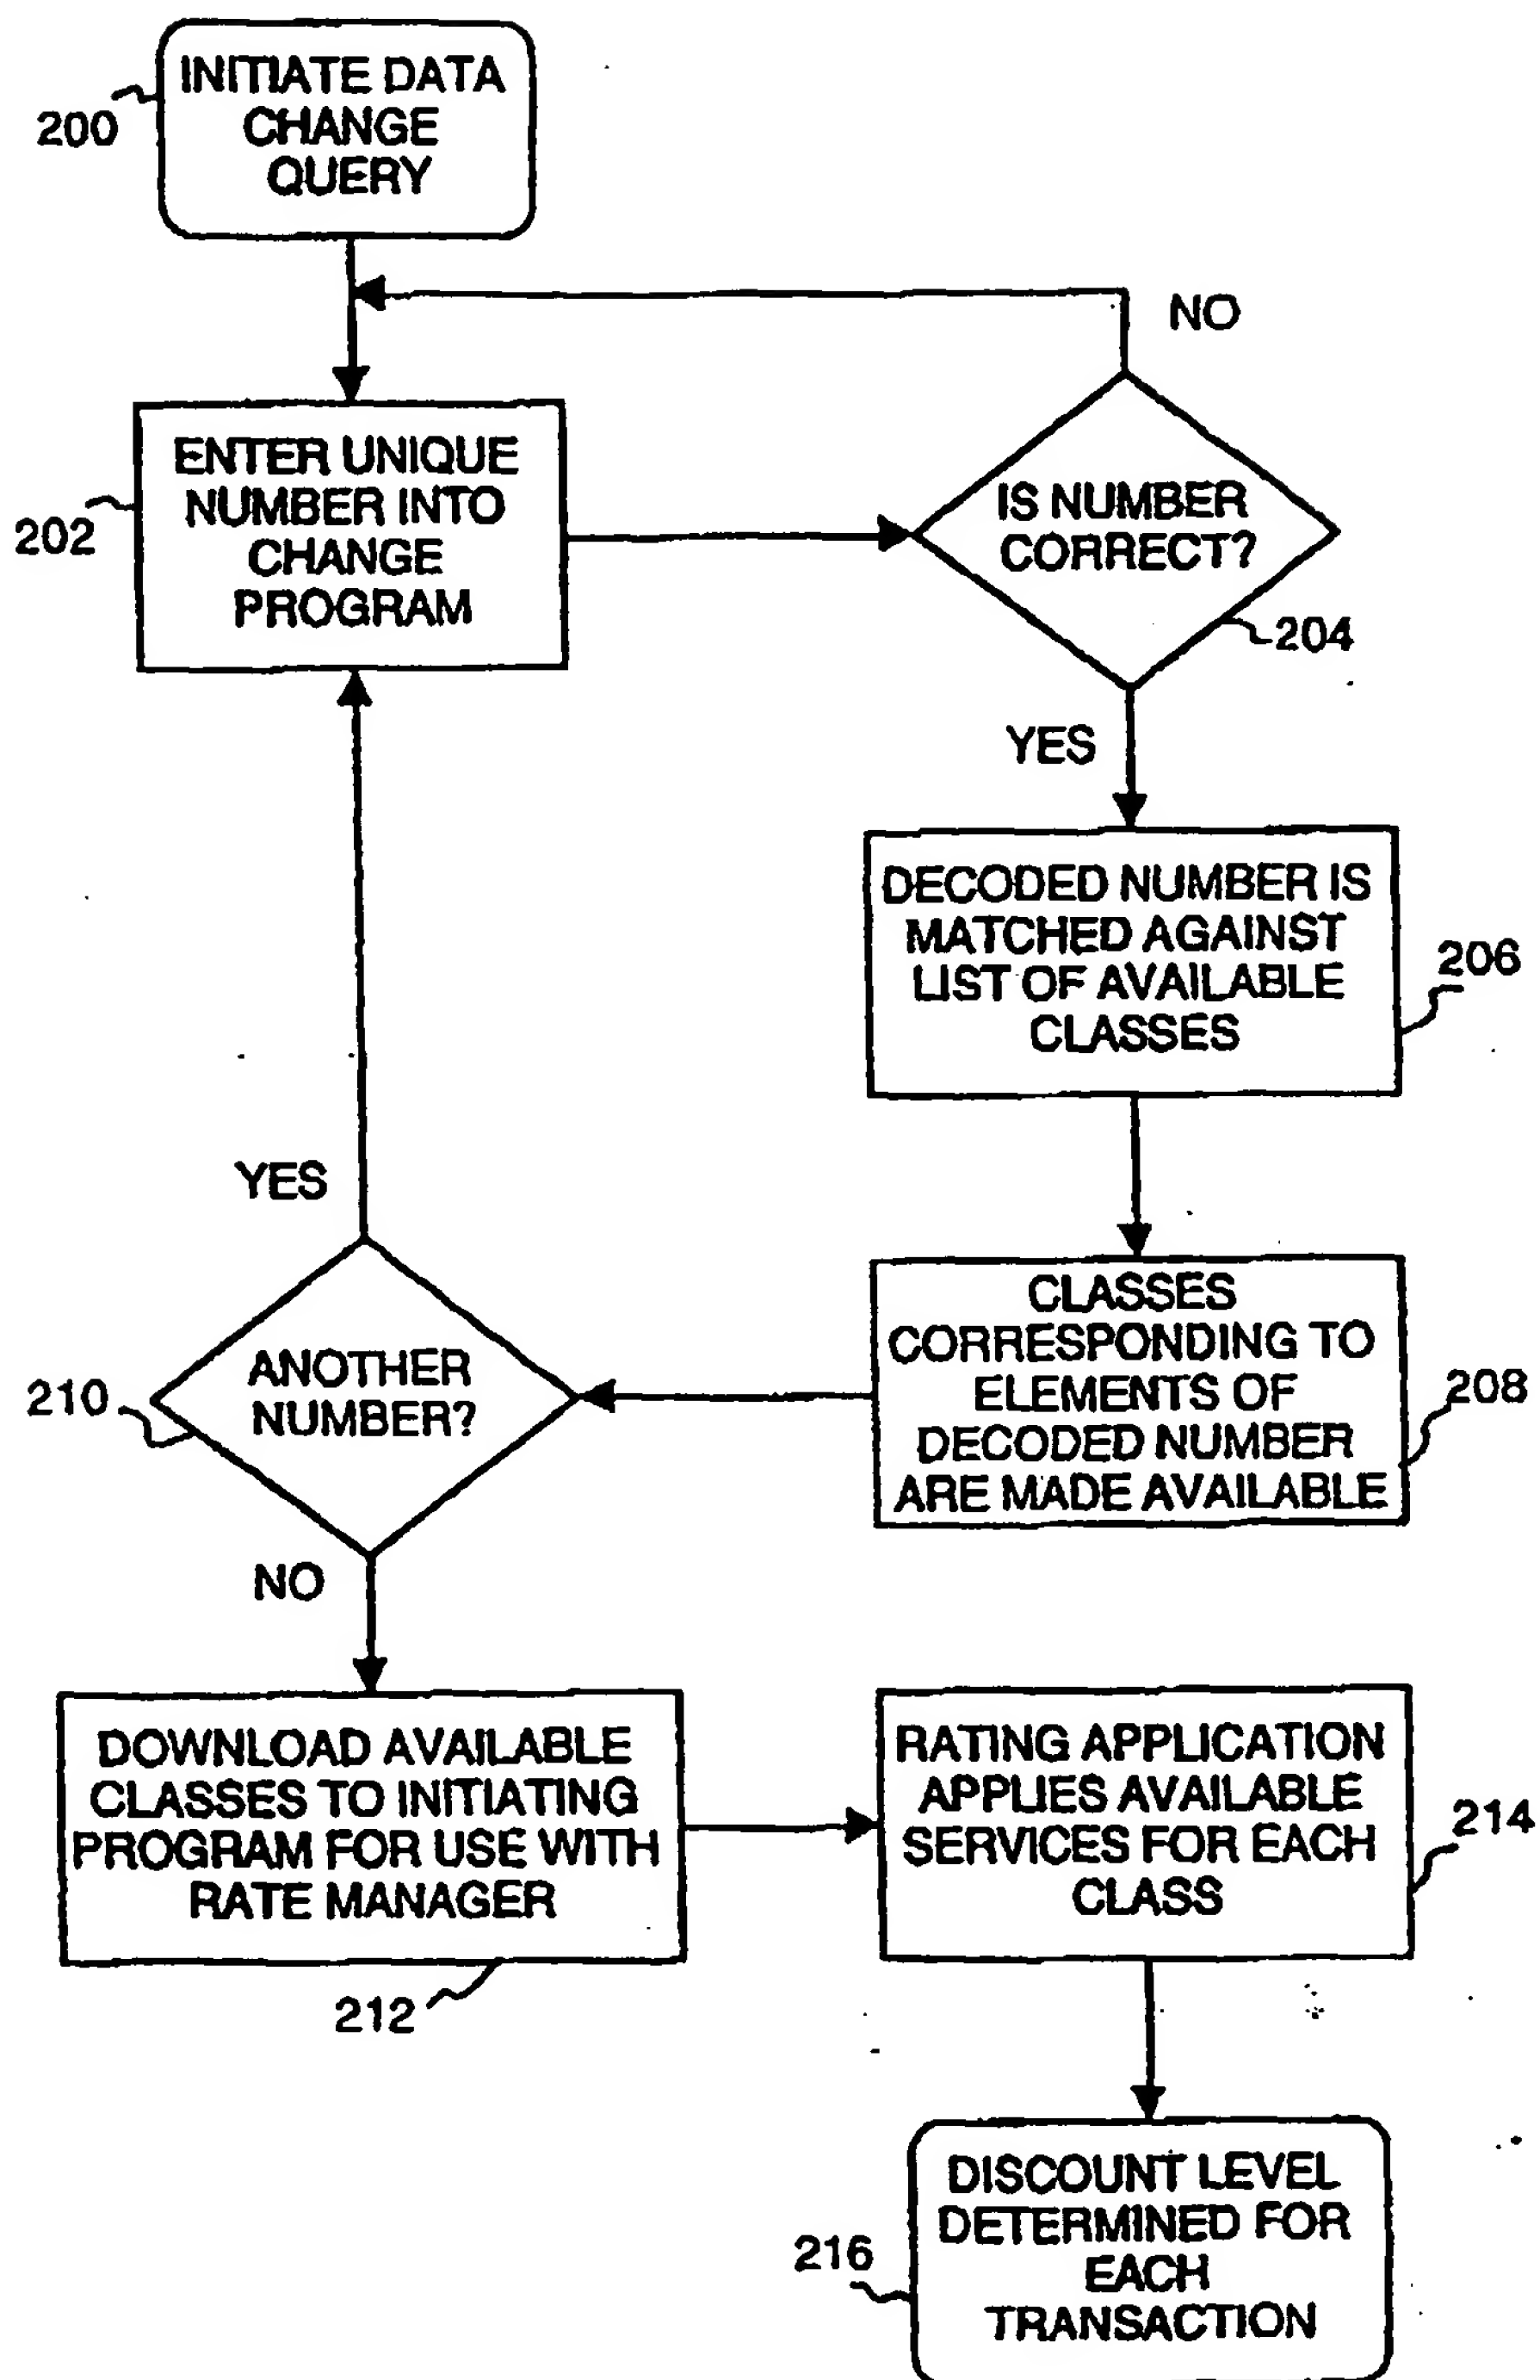 INITIATE DATA
CHANGE
QUERY
200
NO
ENTER UNIQUE
NUMBER INTO
CHANGE
PROGRAM
202
IS NUMBER
CORRECT?
204
YES
DECODED NUMBER IS
MATCHED AGAINST
LIST OF AVAILABLE
CLASSES
206
CLASSES
CORRESPONDING TO
ELEMENTS OF
DECODED NUMBER
ARE MADE AVAILABLE
208
YES
ANOTHER
NUMBER?
210
NO
DOWNLOAD AVAILABLE
CLASSES TO INITIATING
PROGRAM FOR USE WITH
RATE MANAGER
212
RATING APPLICATION
APPLIES AVAILABLE
SERVICES FOR EACH
CLASS
214
DISCOUNT LEVEL
DETERMINED FOR
EACH
TRANSACTION
216